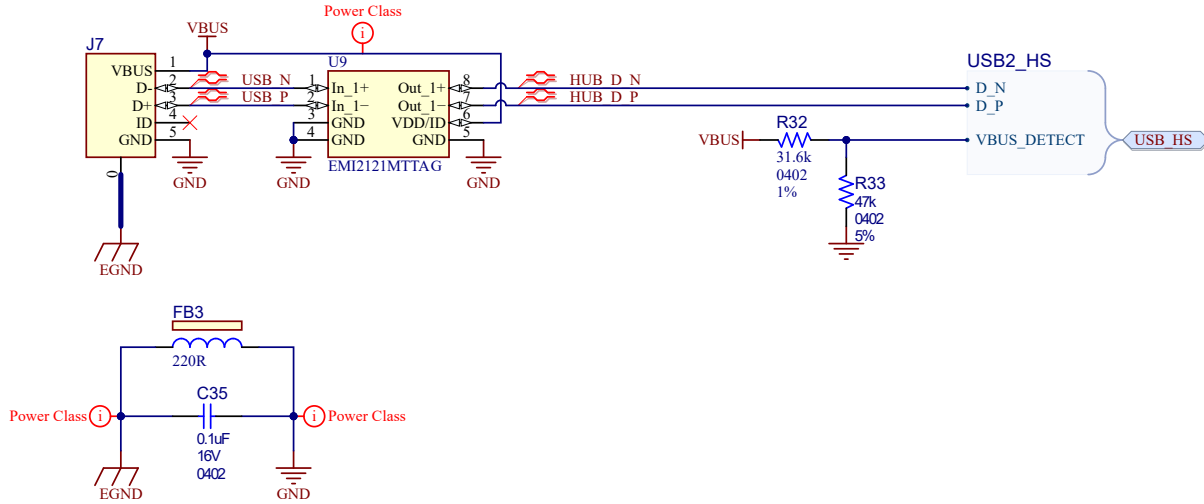 Power Class
i
VBUS
J7
U9
USB2_HS
VBUS
D-
D+
ID
GND
1
2
3
4
5
0
USB_N
USB_P
1
2
3
4
In_1+
In_1−
GND
GND
Out_1+
Out_1−
VDD/ID
GND
8
7
6
5
EMI2121MTTAG
HUB_D_N
HUB_D_P
D_N
D_P
VBUS_DETECT
USB_HS
VBUS
R32
31.6k
0402
1%
R33
47k
0402
5%
GND
GND
GND
EGND
FB3
220R
C35
0.1uF
16V
0402
Power Class
i
i
Power Class
EGND
GND